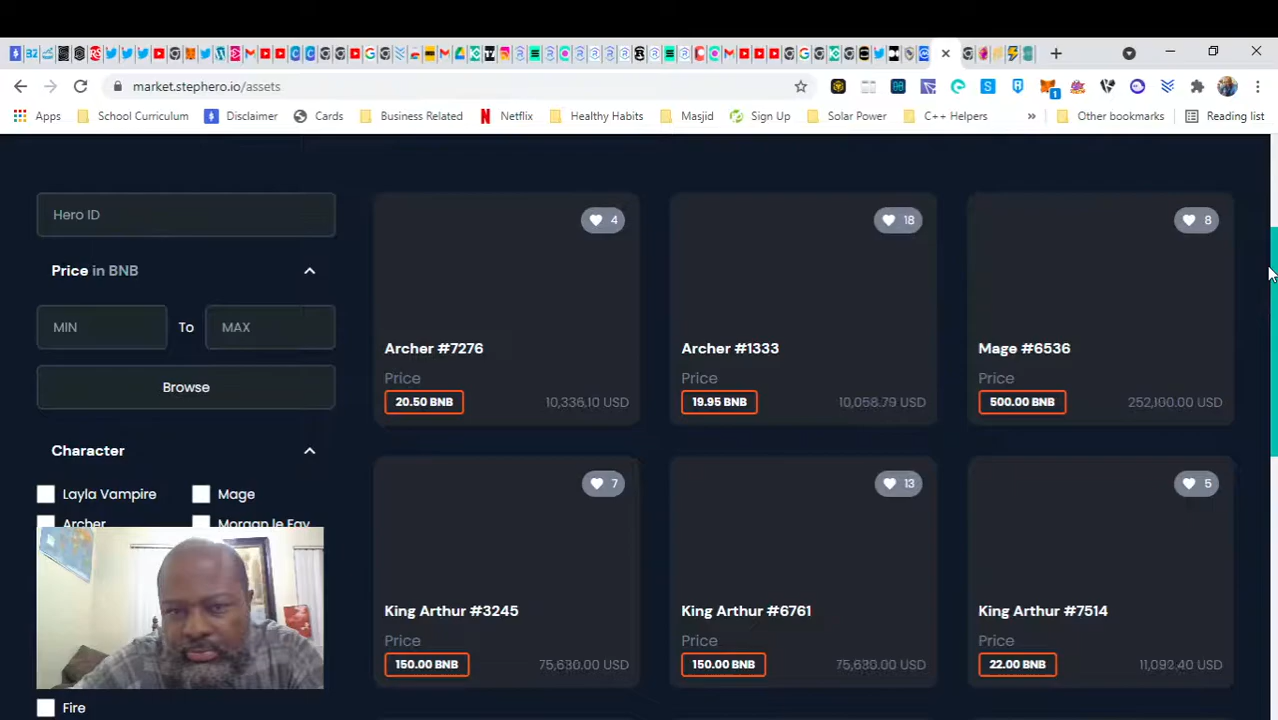 market.stephero.io/assets
1
Apps
School Curriculum
Disclaimer
Cards
Business Related
Netflix
Healthy Habits
Masjid
Sign Up
Solar Power
C++ Helpers
»
Other bookmarks
Reading list
Hero ID
4
18
8
Price in BNB
MIN
To
MAX
Archer #7276
Archer #1333
Mage #6536
Price
Price
Price
Browse
20.50 BNB
10,336.10 USD
19.95 BNB
10,058.79 USD
500.00 BNB
252,100.00 USD
Character
7
13
5
Layla Vampire
Mage
Archer
Morgan le Fay
King Arthur #3245
King Arthur #6761
King Arthur #7514
Price
Price
Price
150.00 BNB
75,630.00 USD
150.00 BNB
75,630.00 USD
22.00 BNB
11,092.40 USD
Fire